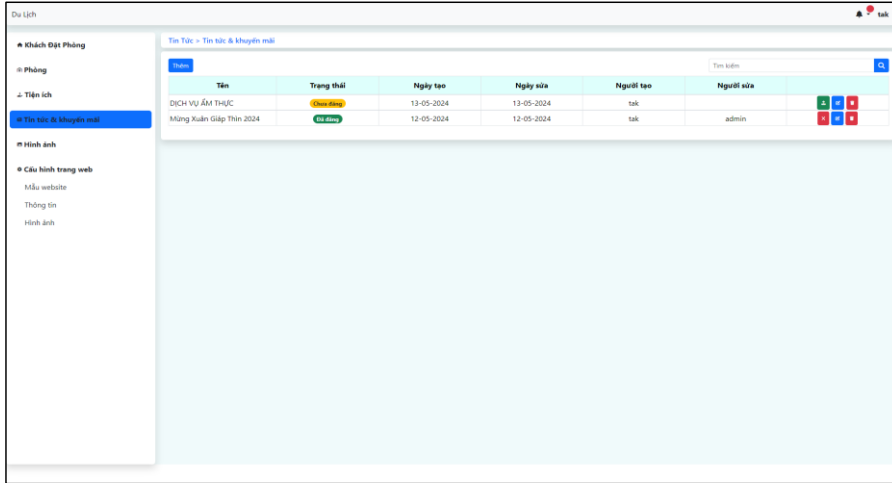 Du Lịch
tak
Khách Đặt Phòng
Phòng
Tiện ích
Tin tức & khuyến mãi
Hình ảnh
Cấu hình trang web
Mẫu website
Thông tin
Hình ảnh
Tin Tức > Tin tức & khuyến mãi
Thêm
Tìm kiếm
Tên Trạng thái Ngày tạo Ngày sửa Người tạo Người sửa
DỊCH VỤ ẨM THỰC Chưa đăng 13-05-2024 13-05-2024 tak
Mừng Xuân Giáp Thìn 2024 Đã đăng 12-05-2024 12-05-2024 tak admin